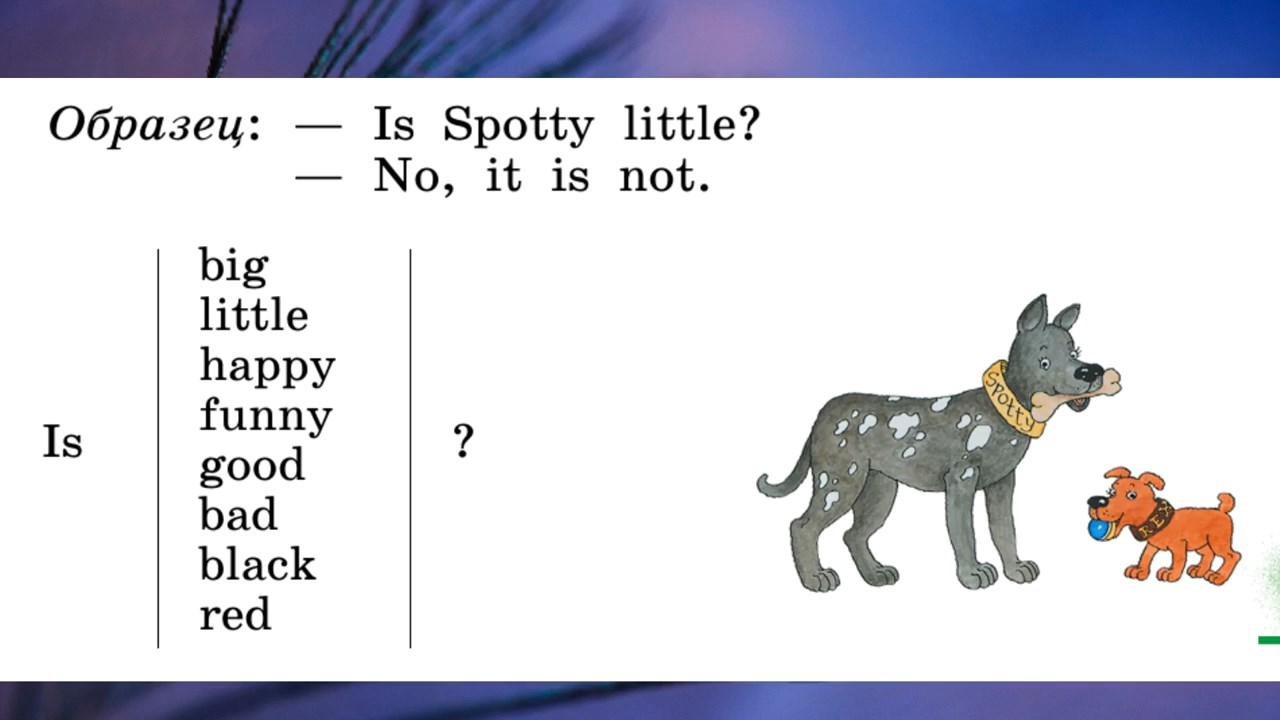 Образец: — Is Spotty little?
— No, it is not.
big
little
happy
funny
Is good ?
bad
black
red
Spotty
REX